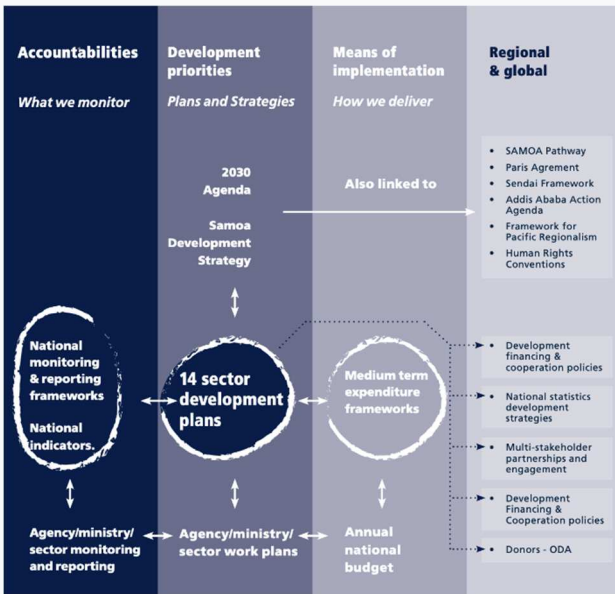 Accountabilities
What we monitor
Development
priorities
Plans and Strategies
Means of
implementation
How we deliver
Regional
& global
2030
Agenda
Samoa
Development
Strategy
Also linked to
• SAMOA Pathway
• Paris Agrement
• Sendai Framework
• Addis Ababa Action
Agenda
• Framework for
Pacific Regionalism
• Human Rights
Conventions
National
monitoring
& reporting
frameworks
National
indicators.
14 sector
development
plans
Medium term
expenditure
frameworks
• Development
financing &
cooperation policies
• National statistics
development
strategies
• Multi-stakeholder
partnerships and
engagement
• Development
Financing &
Cooperation policies
• Donors - ODA
Agency/ministry/
sector monitoring
and reporting
Agency/ministry/
sector work plans
Annual
national
budget